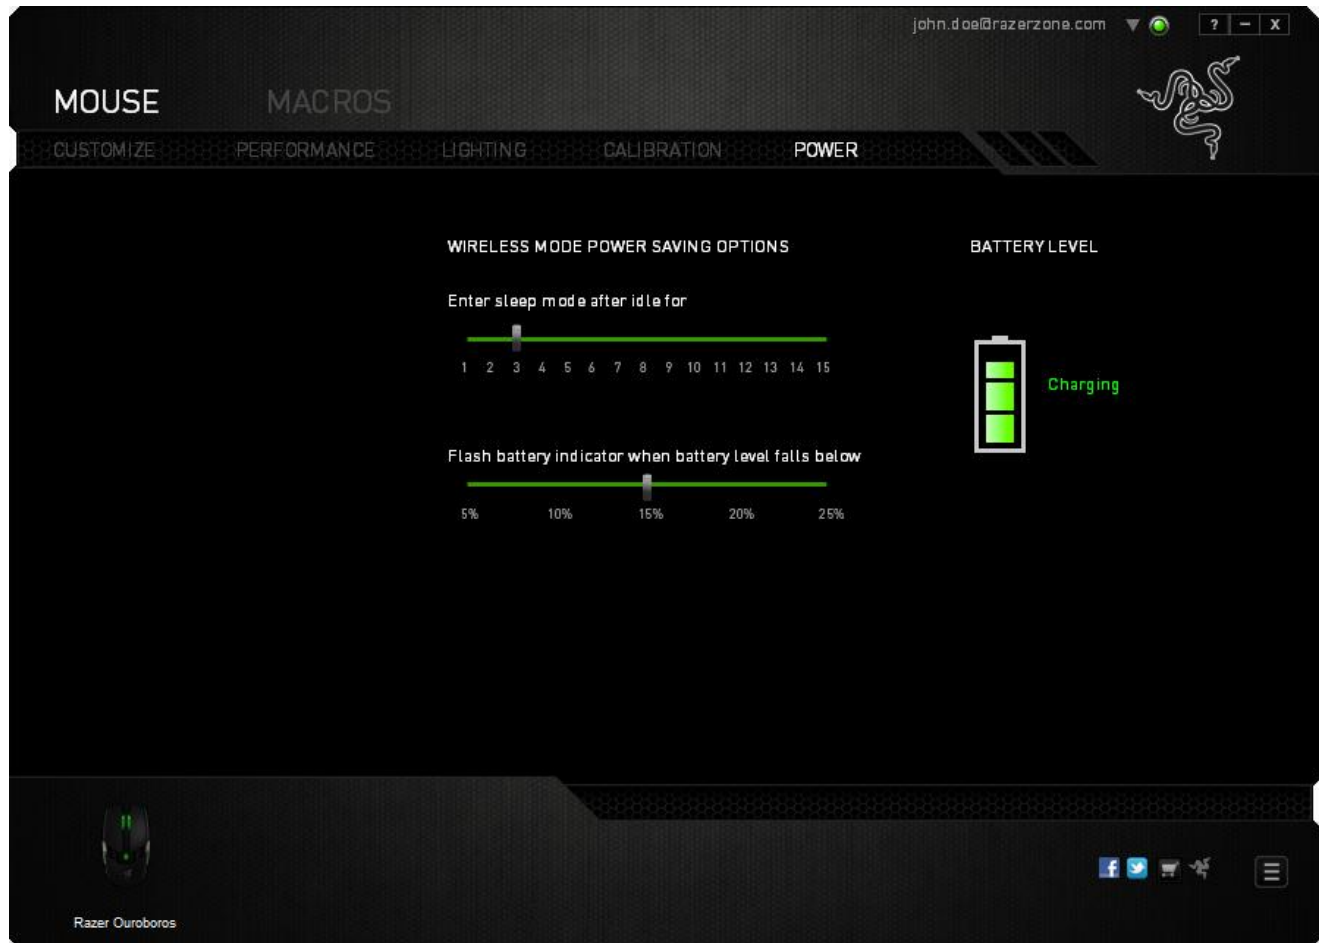 john.doe@razerzone.com ? – X
MOUSE MACROS
CUSTOMIZE PERFORMANCE LIGHTING CALIBRATION POWER
WIRELESS MODE POWER SAVING OPTIONS BATTERY LEVEL
Enter sleep mode after idle for
1 2 3 4 5 6 7 8 9 10 11 12 13 14 15
Charging
Flash battery indicator when battery level falls below
5% 10% 15% 20% 25%
Razer Ouroboros